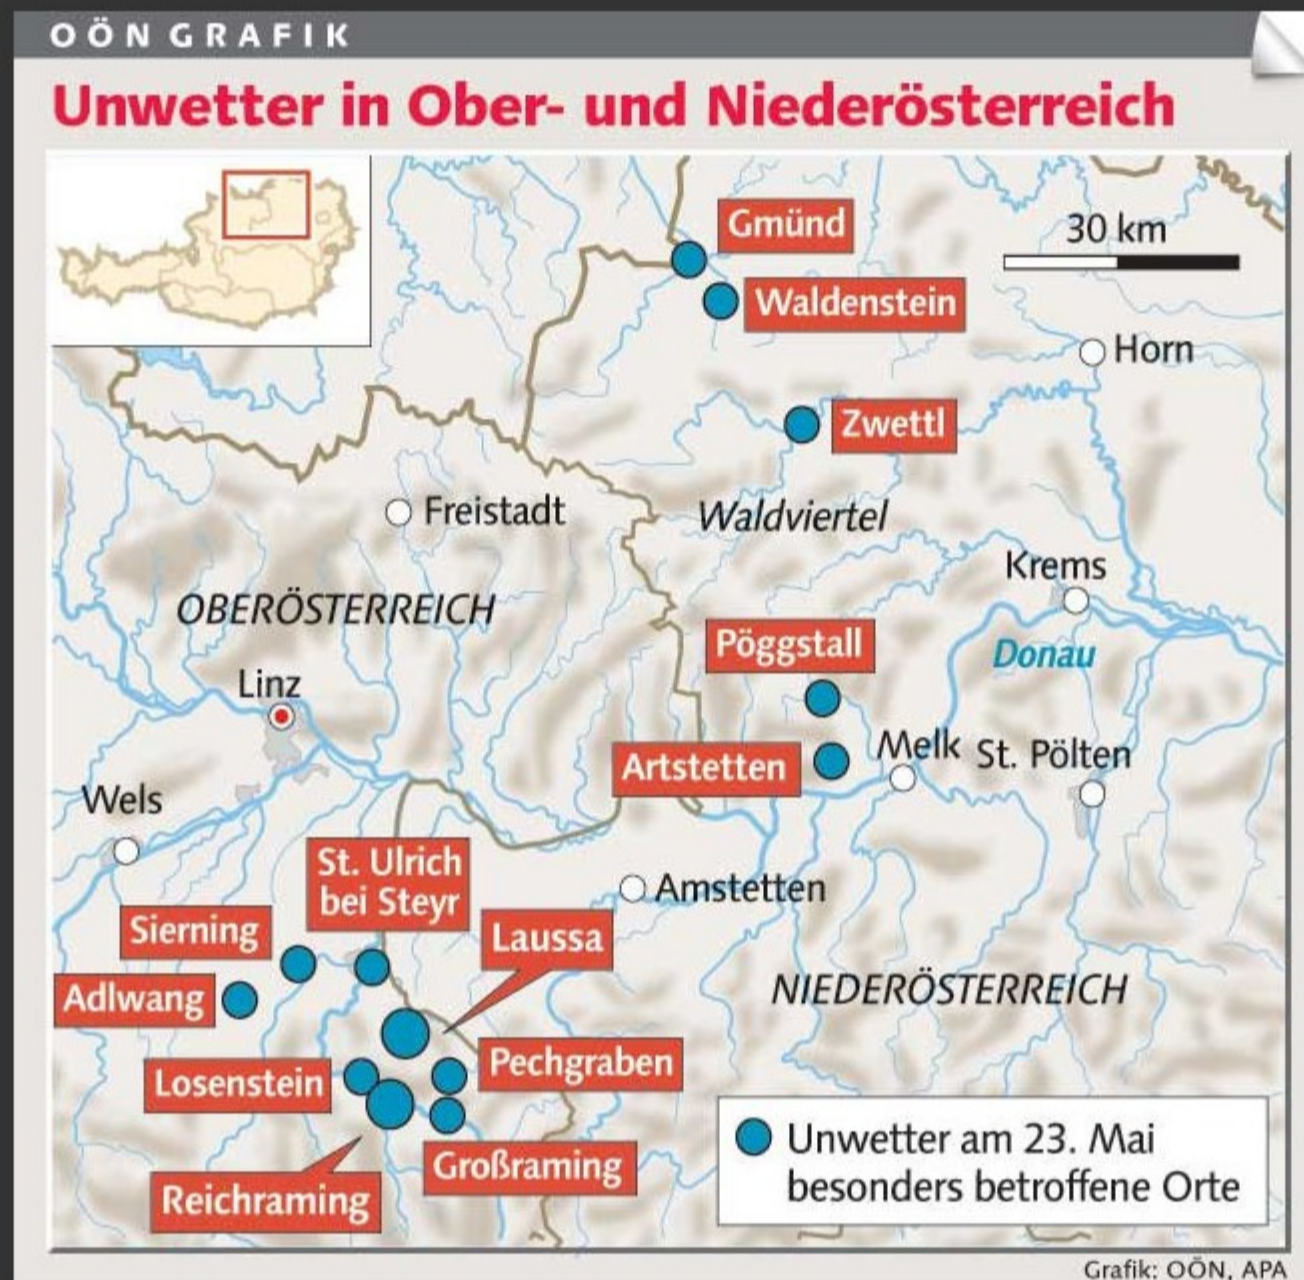 OÖN GRAFIK
Unwetter in Ober- und Niederösterreich
Gmünd
30 km
Waldenstein
Horn
Zwettl
Freistadt
Waldviertel
Krems
OBERÖSTERREICH
Pöggstall
Donau
Linz
Artstetten
Melk
St. Pölten
Wels
St. Ulrich
bei Steyr
Amstetten
Sierning
Laussa
Adlwang
NIEDERÖSTERREICH
Pechgraben
Losenstein
Großraming
Reichraming
Unwetter am 23. Mai
besonders betroffene Orte
Grafik: OÖN, APA